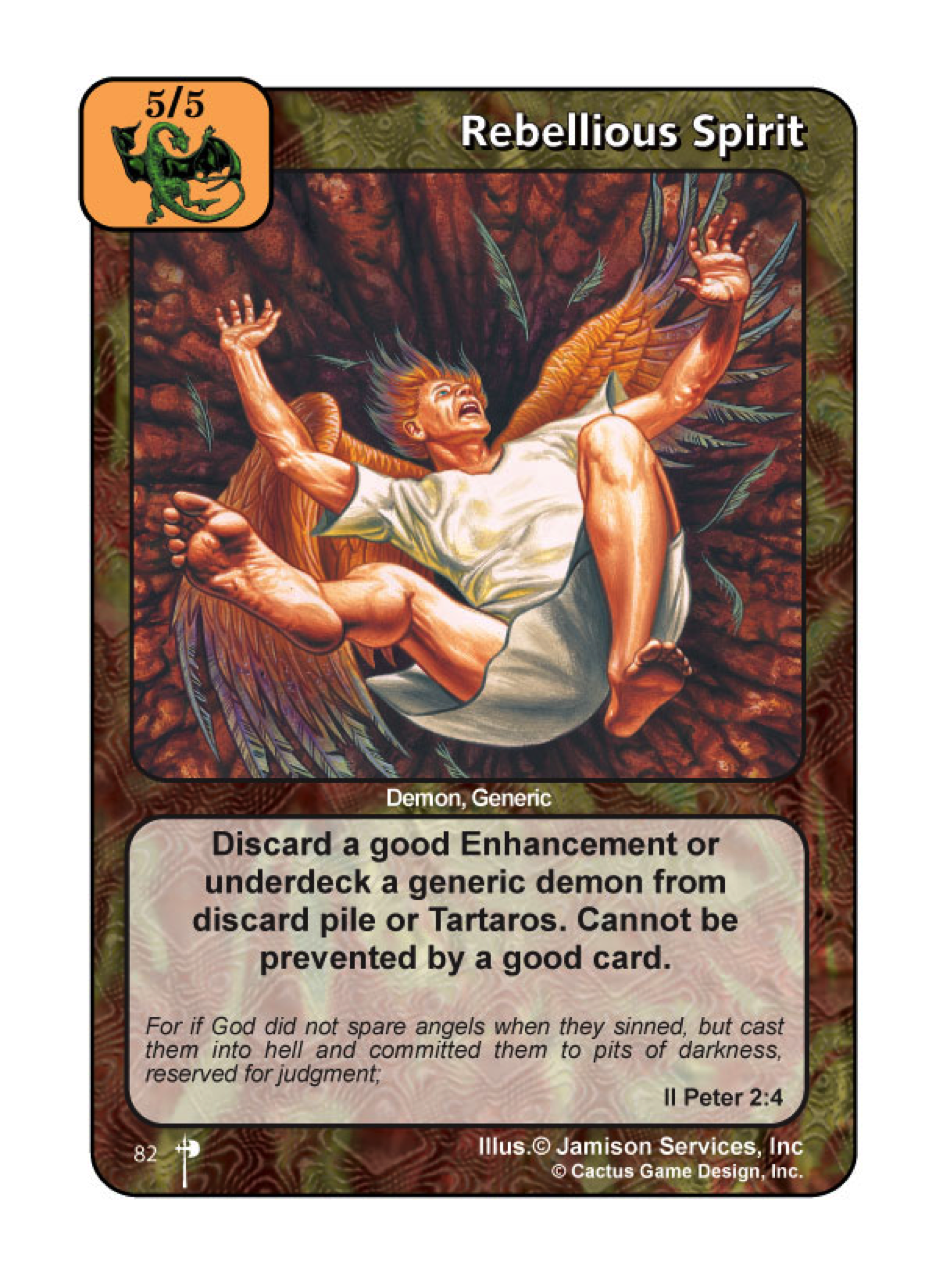 5/5
Rebellious Spirit
Demon, Generic
Discard a good Enhancement or
underdeck a generic demon from
discard pile or Tartaros. Cannot be
prevented by a good card.
For if God did not spare angels when they sinned, but cast
them into hell and committed them to pits of darkness,
reserved for judgment;
II Peter 2:4
82
Illus.© Jamison Services, Inc
© Cactus Game Design, Inc.